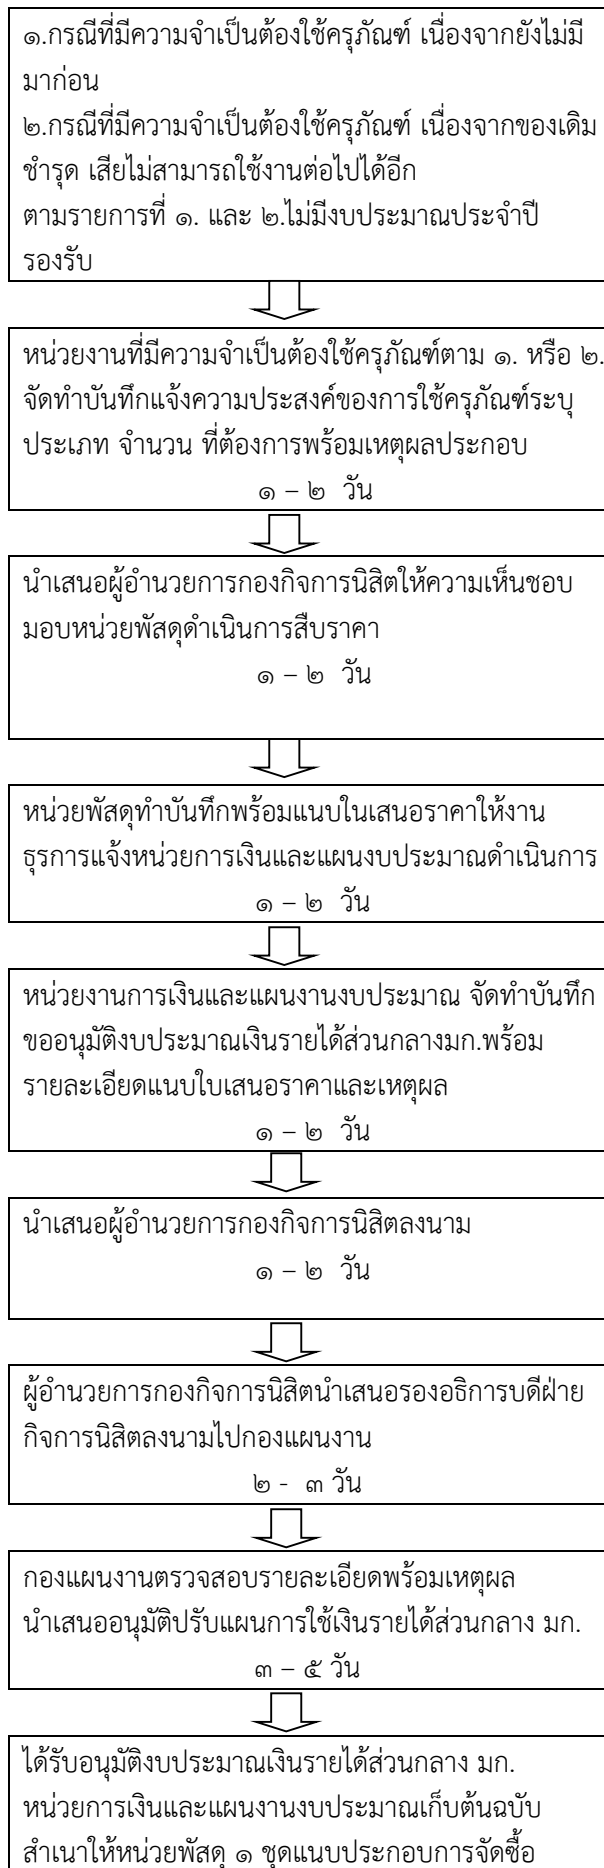 ๑.กรณีที่มีความจำเป็นต้องใช้ครุภัณฑ์ เนื่องจากยังไม่มี
มาก่อน
๒.กรณีที่มีความจำเป็นต้องใช้ครุภัณฑ์ เนื่องจากของเดิม
ชำรุด เสียไม่สามารถใช้งานต่อไปได้อีก
ตามรายการที่ ๑. และ ๒.ไม่มีงบประมาณประจำปี
รองรับ
หน่วยงานที่มีความจำเป็นต้องใช้ครุภัณฑ์ตาม ๑. หรือ ๒.
จัดทำบันทึกแจ้งความประสงค์ของการใช้ครุภัณฑ์ระบุ
ประเภท จำนวน ที่ต้องการพร้อมเหตุผลประกอบ
๑ – ๒ วัน
นำเสนอผู้อำนวยการกองกิจการนิสิตให้ความเห็นชอบ
มอบหน่วยพัสดุดำเนินการสืบราคา
๑ – ๒ วัน
หน่วยพัสดุทำบันทึกพร้อมแนบในเสนอราคาให้งาน
ธุรการแจ้งหน่วยการเงินและแผนงบประมาณดำเนินการ
๑ – ๒ วัน
หน่วยงานการเงินและแผนงานงบประมาณ จัดทำบันทึก
ขออนุมัติงบประมาณเงินรายได้ส่วนกลางมก.พร้อม
รายละเอียดแนบใบเสนอราคาและเหตุผล
๑ – ๒ วัน
นำเสนอผู้อำนวยการกองกิจการนิสิตลงนาม
๑ – ๒ วัน
ผู้อำนวยการกองกิจการนิสิตนำเสนอรองอธิการบดีฝ่าย
กิจการนิสิตลงนามไปกองแผนงาน
๒ - ๓ วัน
กองแผนงานตรวจสอบรายละเอียดพร้อมเหตุผล
นำเสนออนุมัติปรับแผนการใช้เงินรายได้ส่วนกลาง มก.
๓ – ๕ วัน
ได้รับอนุมัติงบประมาณเงินรายได้ส่วนกลาง มก.
หน่วยการเงินและแผนงานงบประมาณเก็บต้นฉบับ
สำเนาให้หน่วยพัสดุ ๑ ชุดแนบประกอบการจัดซื้อ